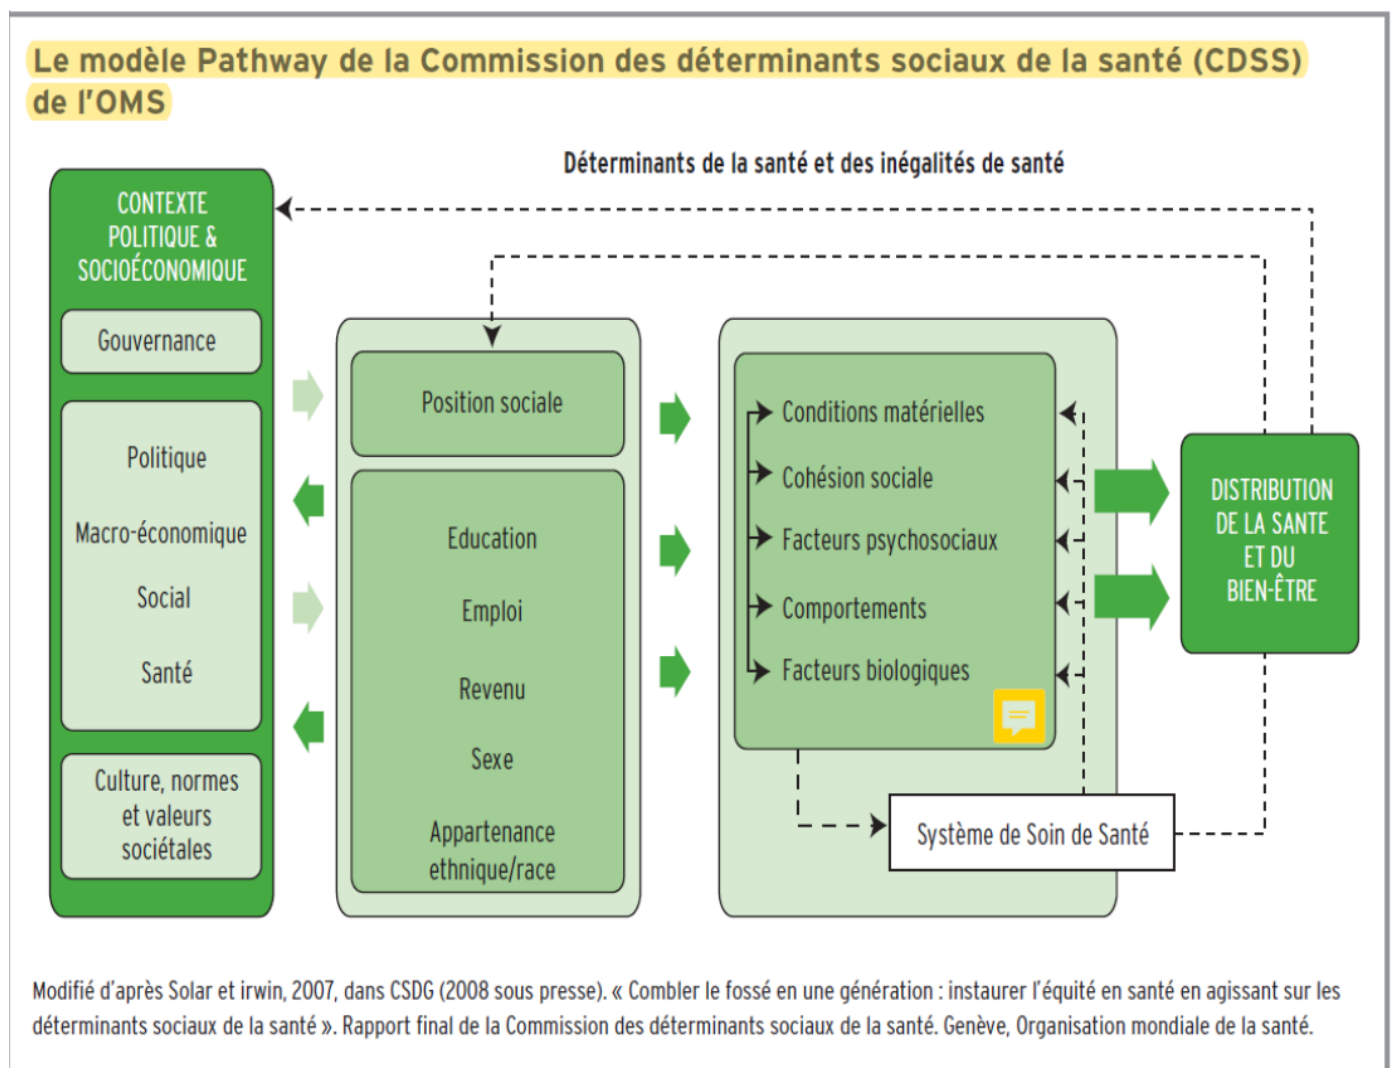 Le modèle Pathway de la Commission des déterminants sociaux de la santé (CDSS)
de l'OMS
Déterminants de la santé et des inégalités de santé
CONTEXTE
POLITIQUE &
SOCIOÉCONOMIQUE
Gouvernance
Politique
Macro-économique
Social
Santé
Culture, normes
et valeurs
sociétales
Position sociale
Education
Emploi
Revenu
Sexe
Appartenance
ethnique/race
Conditions matérielles
Cohésion sociale
Facteurs psychosociaux
Comportements
Facteurs biologiques
Système de Soin de Santé
DISTRIBUTION
DE LA SANTE
ET DU
BIEN-ÊTRE
Modifié d'après Solar et irwin, 2007, dans CSDG (2008 sous presse). « Combler le fossé en une génération : instaurer l'équité en santé en agissant sur les
déterminants sociaux de la santé ». Rapport final de la Commission des déterminants sociaux de la santé. Genève, Organisation mondiale de la santé.